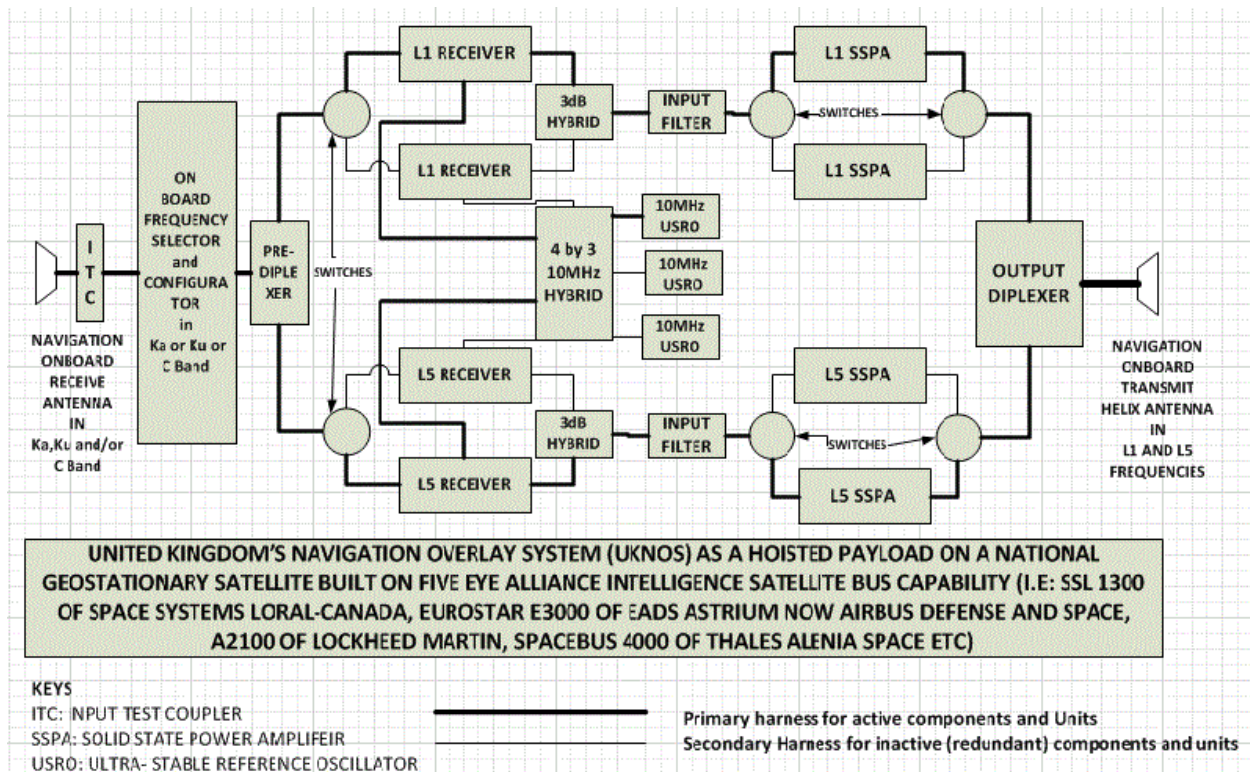 L1 RECEIVER
L1 SSPA
3dB
HYBRID
INPUT
FILTER
SWITCHES
L1 RECEIVER
L1 SSPA
ON
BOARD
FREQUENCY
SELECTOR
and
CONFIGURA
TOR
in
Ka or Ku or
C Band
I
T
C
PRE-
DIPLE
XER
SWITCHES
4 by 3
10MHz
HYBRID
10MHz
USRO
10MHz
USRO
10MHz
USRO
OUTPUT
DIPLEXER
NAVIGATION
ONBOARD
RECEIVE
ANTENNA
IN
Ka,Ku and/or
C Band
NAVIGATION
ONBOARD
TRANSMIT
HELIX ANTENNA
IN
L1 AND L5
FREQUENCIES
L5 RECEIVER
L5 SSPA
3dB
HYBRID
INPUT
FILTER
SWITCHES
L5 RECEIVER
L5 SSPA
UNITED KINGDOM'S NAVIGATION OVERLAY SYSTEM (UKNOS) AS A HOISTED PAYLOAD ON A NATIONAL
GEOSTATIONARY SATELLITE BUILT ON FIVE EYE ALLIANCE INTELLIGENCE SATELLITE BUS CAPABILITY (I.E: SSL 1300
OF SPACE SYSTEMS LORAL-CANADA, EUROSTAR E3000 OF EADS ASTRIUM NOW AIRBUS DEFENSE AND SPACE,
A2100 OF LOCKHEED MARTIN, SPACEBUS 4000 OF THALES ALENIA SPACE ETC)
KEYS
ITC: INPUT TEST COUPLER
SSPA: SOLID STATE POWER AMPLIFEIR
USRO: ULTRA- STABLE REFERENCE OSCILLATOR
Primary harness for active components and Units
Secondary Harness for inactive (redundant) components and units